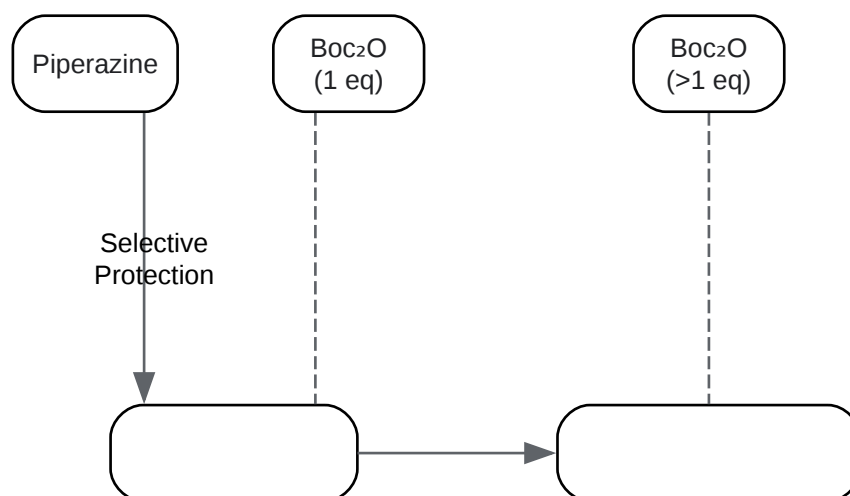 Piperazine
Boc₂O
(1 eq)
Boc₂O
(>1 eq)
Selective
Protection